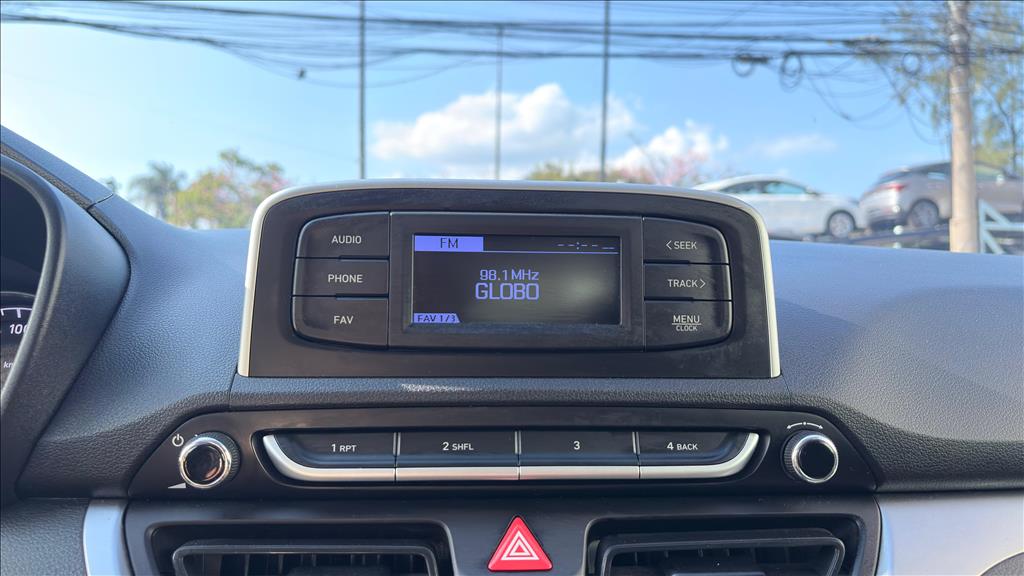 AUDIO
PHONE
FAV
FM --:-- __
98.1 MHz
GLOBO
FAV 1/3
< SEEK
TRACK >
MENU
CLOCK
1 RPT
2 SHFL
3
4 BACK